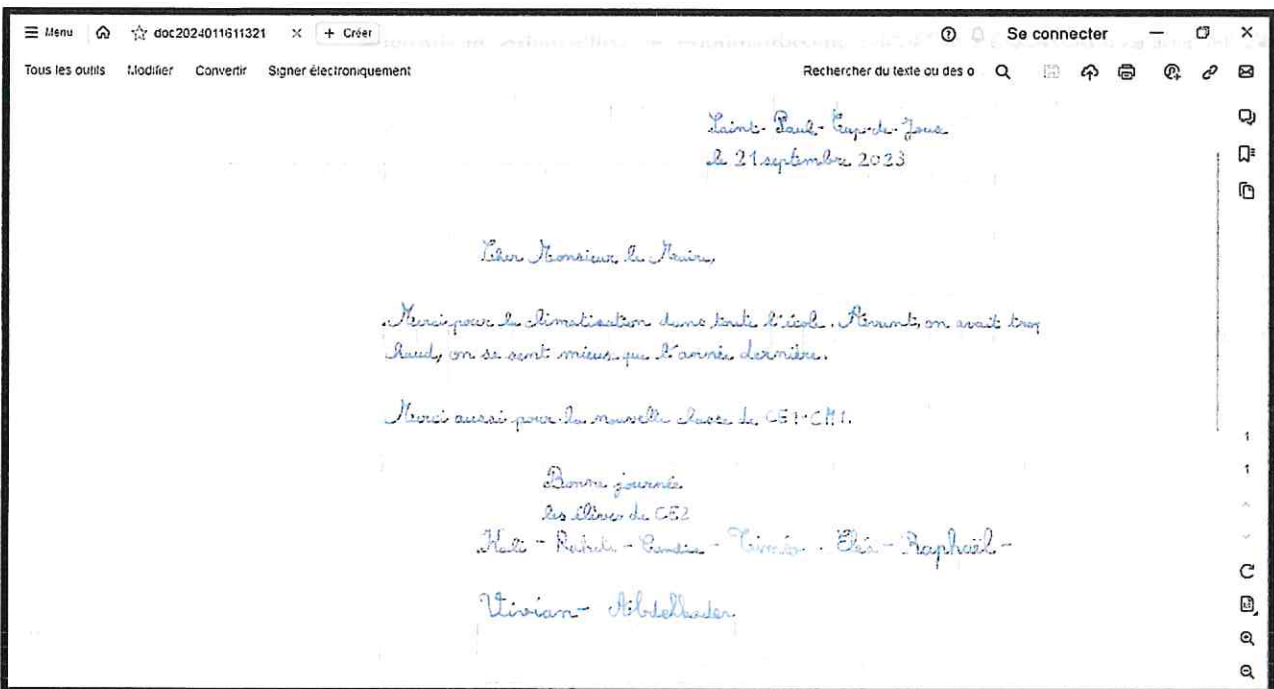 Menu doc2024011611321 × + Créer Se connecter
Tous les outils Modifier Convertir Signer électroniquement Rechercher du texte ou des o
Saint-Paul-Cap-de-Joux
le 21 septembre 2023
Cher Monsieur le Maire,
Merci pour la climatisation dans toute l'école. Avant, on avait trop
chaud, on se sent mieux que l'année dernière.
Merci aussi pour la nouvelle classe de CE1-CM1.
1
1
Bonne journée
les élèves de CE2
- - - Timéo - Eléa - Raphaël -
Vivian - Abdelkader